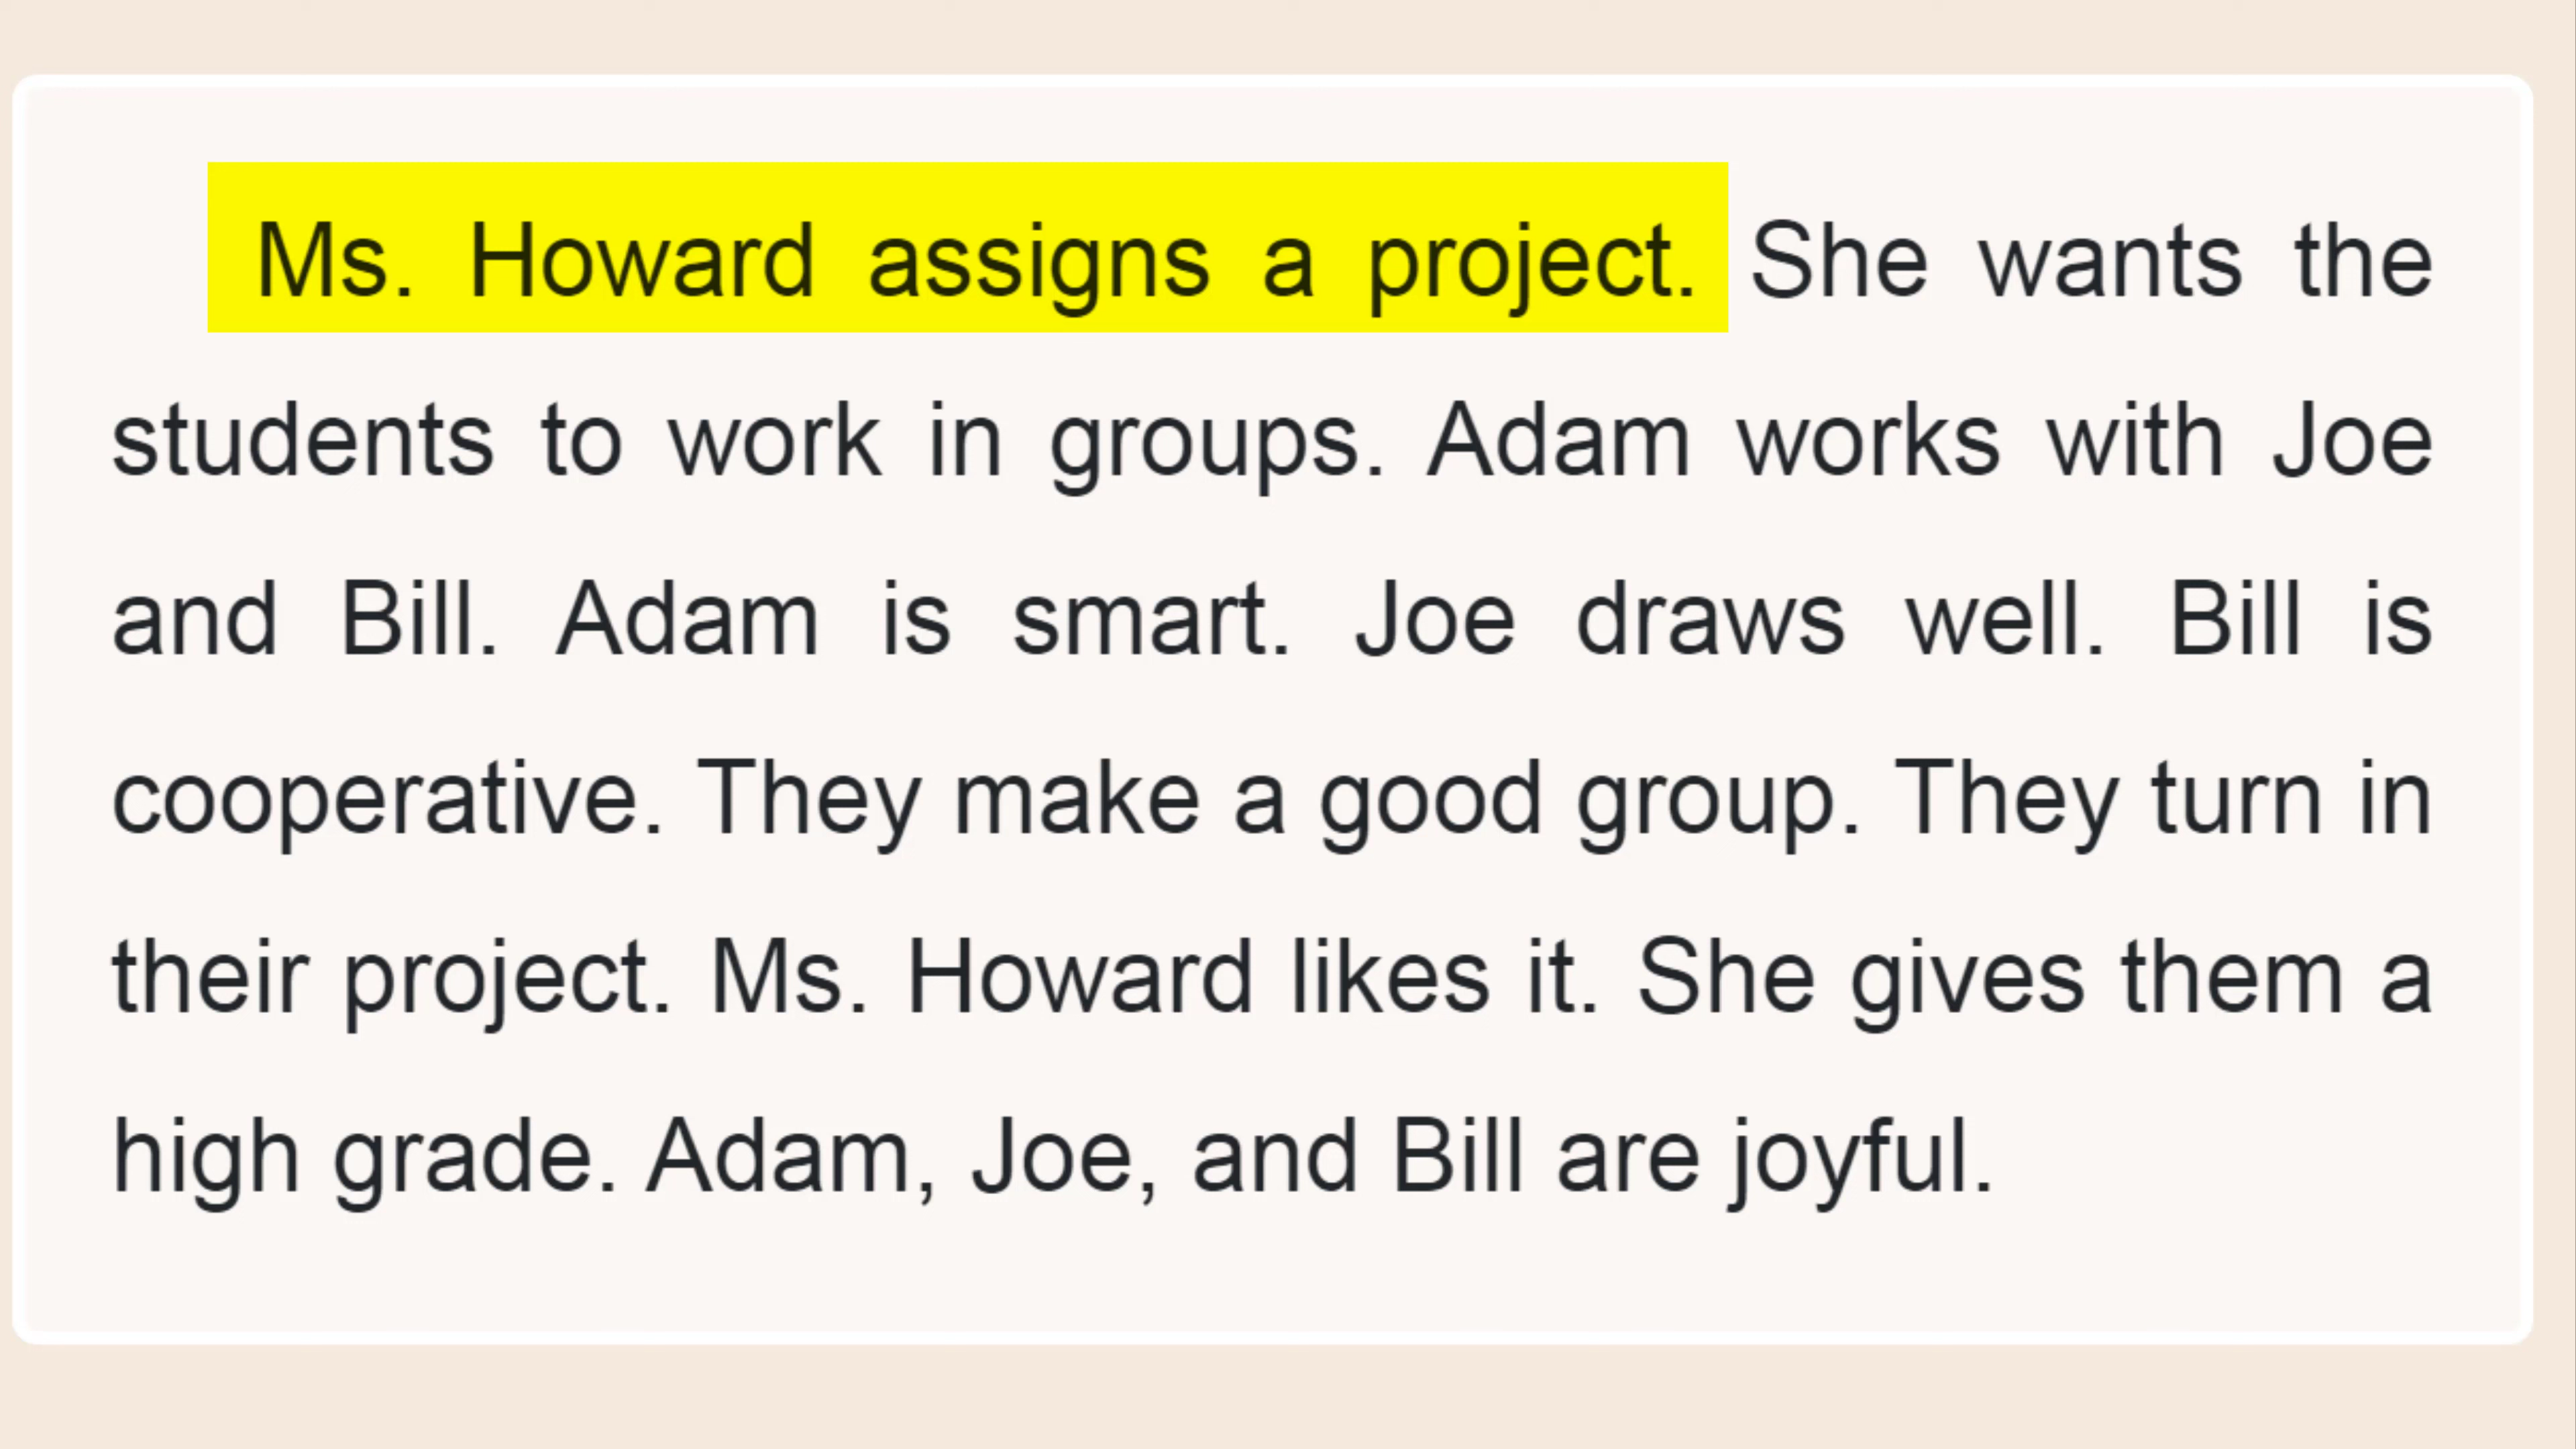 Ms. Howard assigns a project. She wants the
students to work in groups. Adam works with Joe
and Bill. Adam is smart. Joe draws well. Bill is
cooperative. They make a good group. They turn in
their project. Ms. Howard likes it. She gives them a
high grade. Adam, Joe, and Bill are joyful.